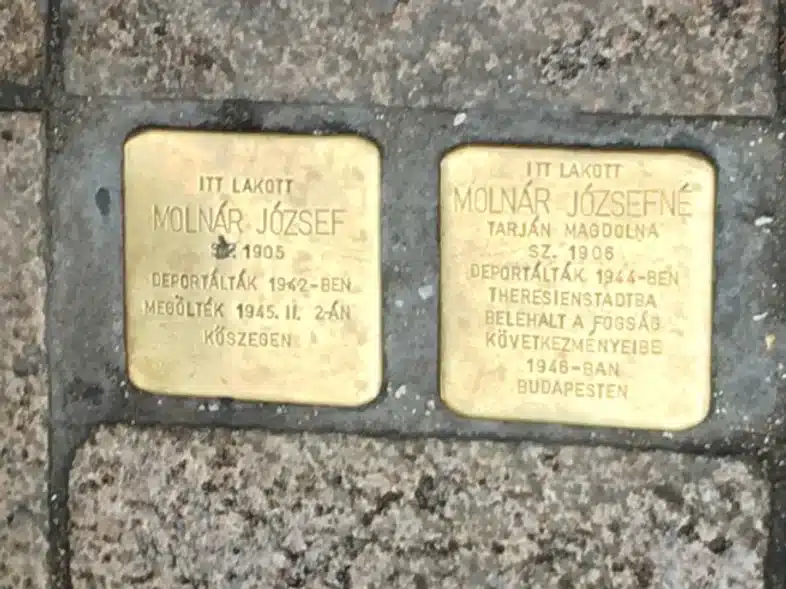 ITT LAKOTT
MOLNÁR JÓZSEF
SZ. 1905
DEPORTÁLTÁK 1942-BEN
MEGÖLTÉK 1945. II. 2-ÁN
KŐSZEGEN
ITT LAKOTT
MOLNÁR JÓZSEFNÉ
TARJÁN MAGDOLNA
SZ. 1906
DEPORTÁLTÁK 1944-BEN
THERESIENSTADTBA
BELEHALT A FOGSÁG
KÖVETKEZMÉNYEIBE
1946-BAN
BUDAPESTEN